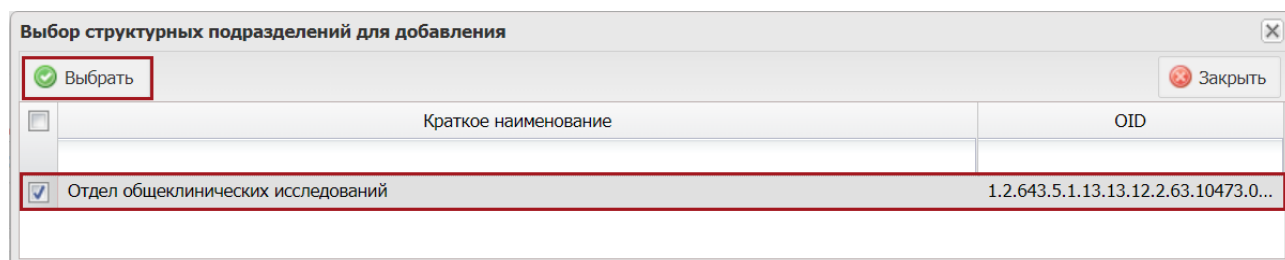 Выбор структурных подразделений для добавления
Выбрать Закрыть
Краткое наименование OID
Отдел общеклинических исследований 1.2.643.5.1.13.13.12.2.63.10473.0...